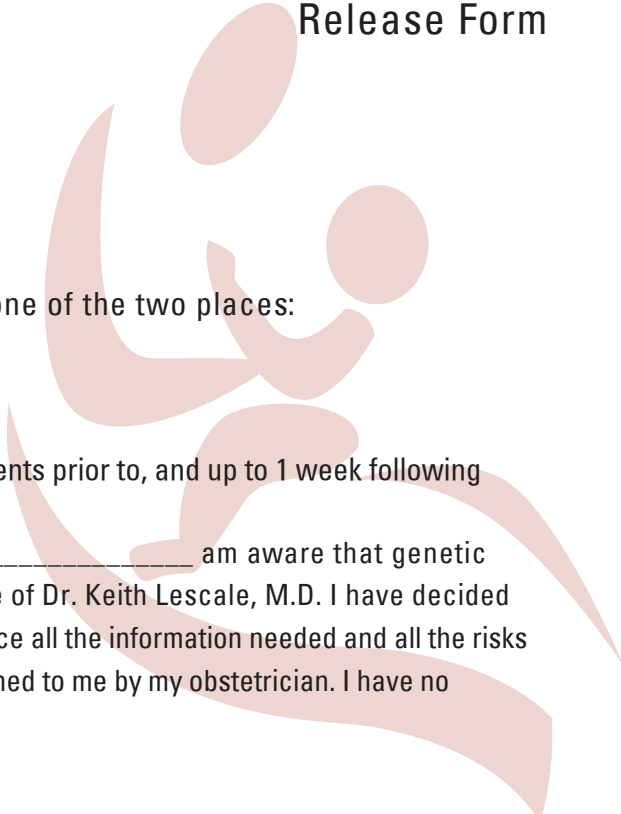 Release Form
one of the two places:
ents prior to, and up to 1 week following
_______________ am aware that genetic
e of Dr. Keith Lescale, M.D. I have decided
ce all the information needed and all the risks
ned to me by my obstetrician. I have no